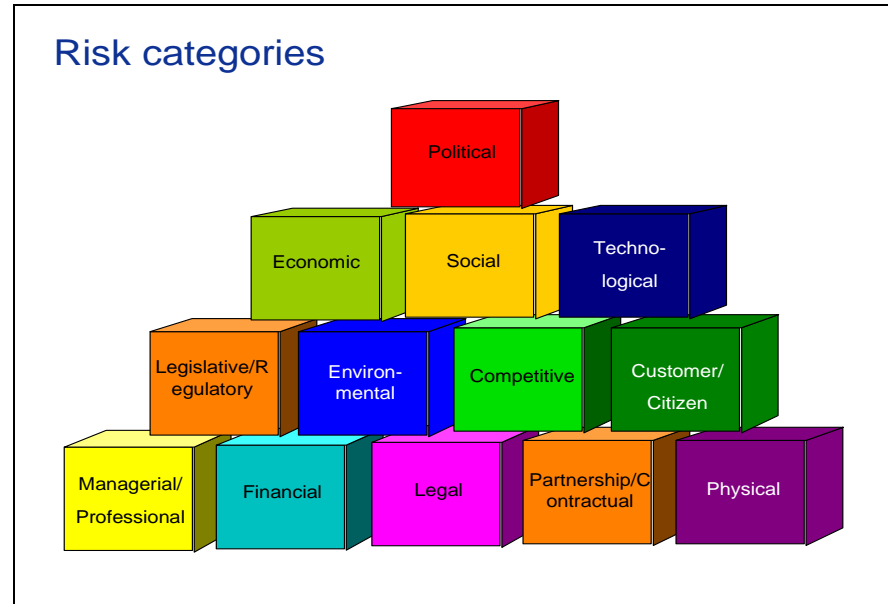 Risk categories
Political
Economic
Social
Techno-
logical
Legislative/R
egulatory
Environ-
mental
Competitive
Customer/
Citizen
Managerial/
Professional
Financial
Legal
Partnership/C
ontractual
Physical